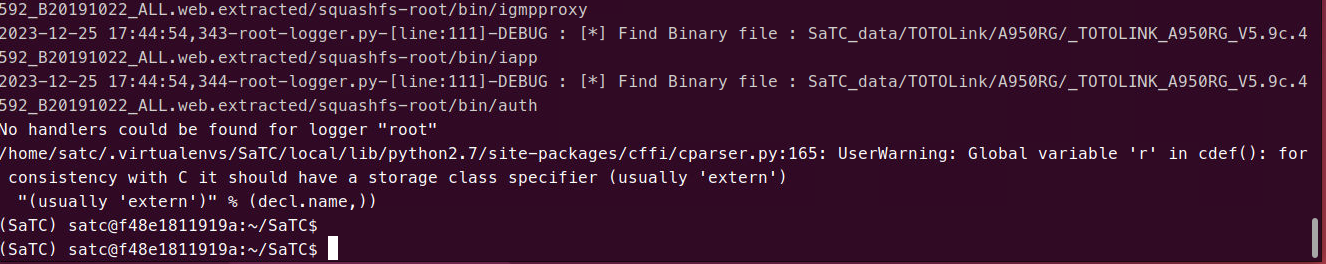 592_B20191022_ALL.web.extracted/squashfs-root/bin/igmpproxy
2023-12-25 17:44:54,343-root-logger.py-[line:111]-DEBUG : [*] Find Binary file : SaTC_data/TOTOLink/A950RG/_TOTOLINK_A950RG_V5.9c.4
592_B20191022_ALL.web.extracted/squashfs-root/bin/iapp
2023-12-25 17:44:54,344-root-logger.py-[line:111]-DEBUG : [*] Find Binary file : SaTC_data/TOTOLink/A950RG/_TOTOLINK_A950RG_V5.9c.4
592_B20191022_ALL.web.extracted/squashfs-root/bin/auth
No handlers could be found for logger "root"
/home/satc/.virtualenvs/SaTC/local/lib/python2.7/site-packages/cffi/cparser.py:165: UserWarning: Global variable 'r' in cdef(): for
 consistency with C it should have a storage class specifier (usually 'extern')
  "(usually 'extern')" % (decl.name,))
(SaTC) satc@f48e1811919a:~/SaTC$
(SaTC) satc@f48e1811919a:~/SaTC$